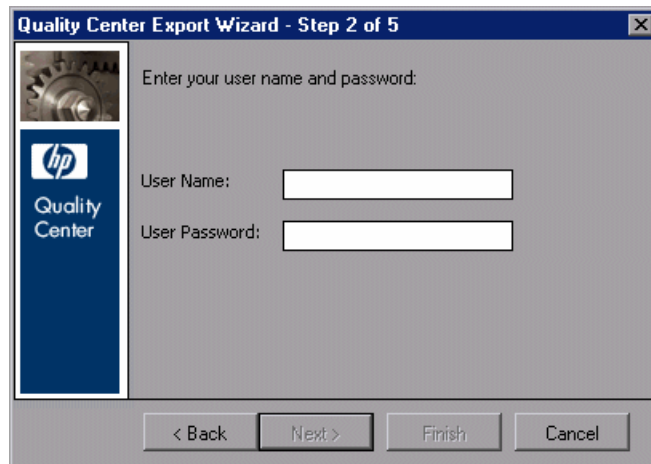 Quality Center Export Wizard - Step 2 of 5
Enter your user name and password:
hp
Quality
Center
User Name:
User Password:
< Back
Next >
Finish
Cancel